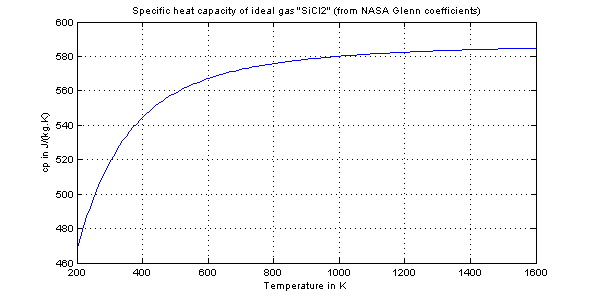 Specific heat capacity of ideal gas "SiCl2" (from NASA Glenn coefficients)
600
580
560
540
520
500
480
460
cp in J/(kg.K)
200 400 600 800 1000 1200 1400 1600
Temperature in K